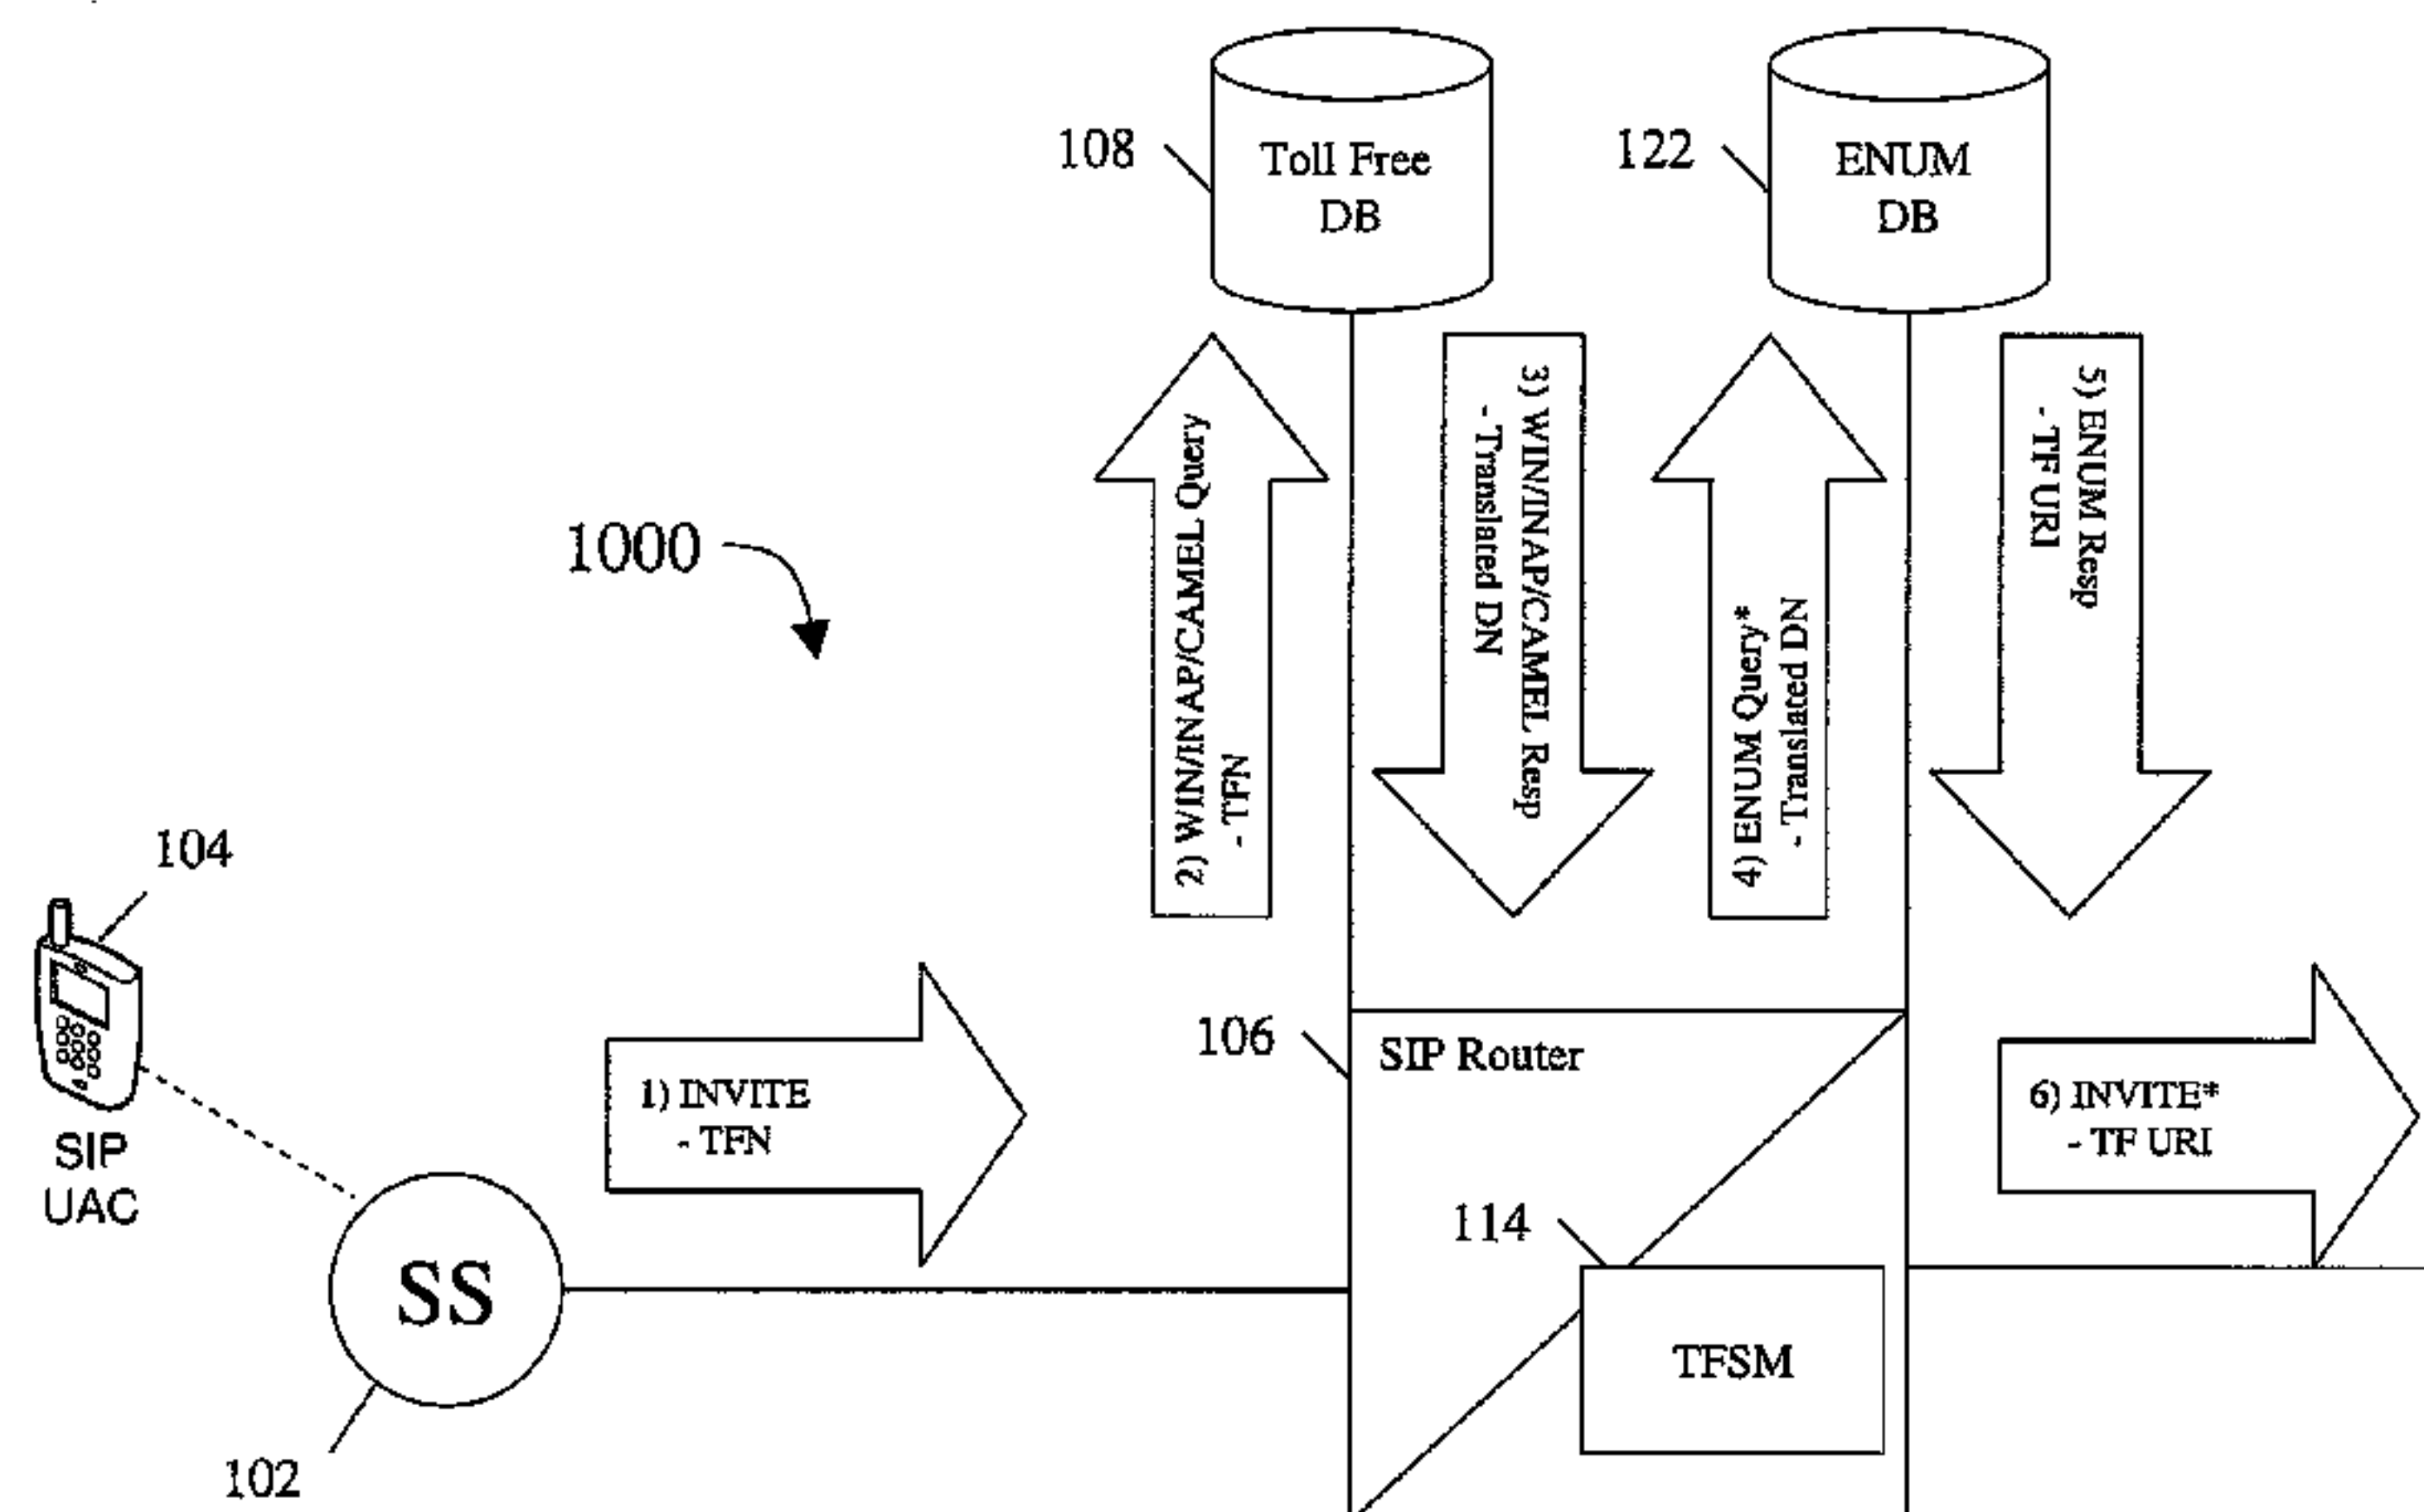 108
Toll Free
DB
122
ENUM
DB
1000
2) WIN/INAP/CAMEL Query
- TFN
3) WIN/INAP/CAMEL Resp
- Translated DN
4) ENUM Query*
- Translated DN
5) ENUM Resp
- TF URI
104
SIP
UAC
1) INVITE
- TFN
106
SIP Router
6) INVITE*
- TF URI
114
SS
TFSM
102